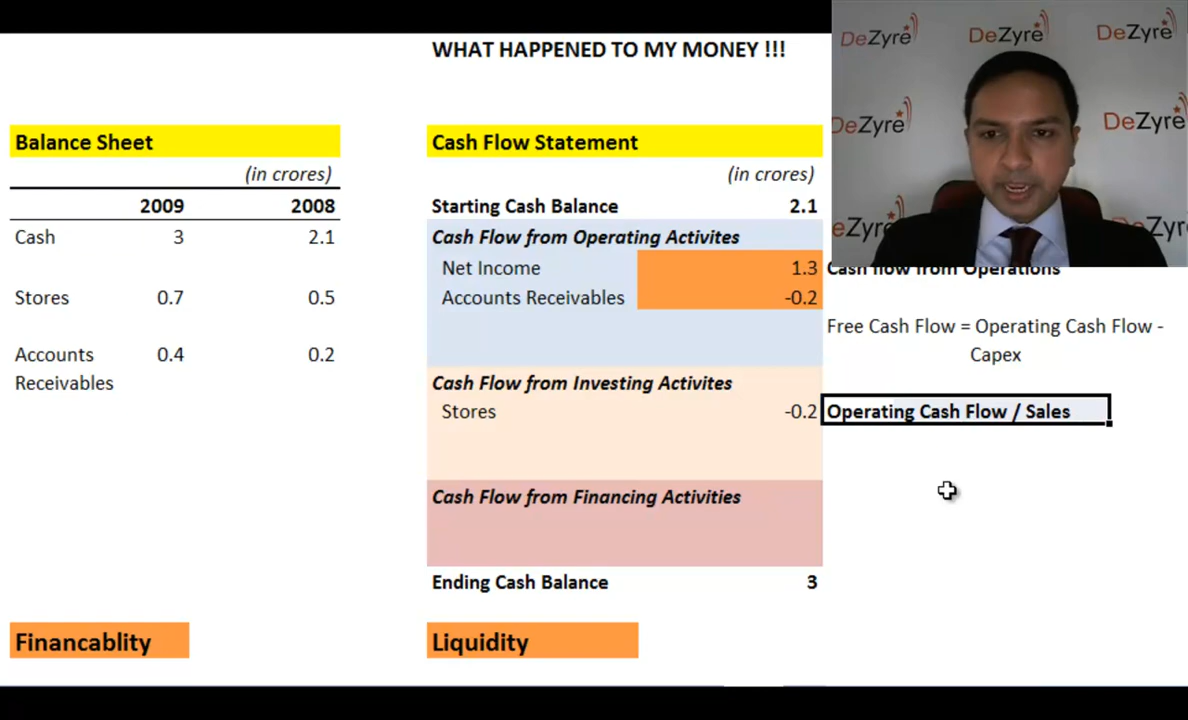 WHAT HAPPENED TO MY MONEY !!!
DeZyre DeZyre DeZyre
DeZyre DeZyre
Balance Sheet
(in crores)
2009 2008
Cash 3 2.1
Stores 0.7 0.5
Accounts 0.4 0.2
Receivables
Cash Flow Statement
(in crores)
Starting Cash Balance 2.1
Cash Flow from Operating Activites
Net Income 1.3
Accounts Receivables -0.2
Cash Flow from Investing Activites
Stores -0.2
Cash Flow from Financing Activities
Ending Cash Balance 3
Cash flow from Operations
Free Cash Flow = Operating Cash Flow -
Capex
Operating Cash Flow / Sales
Financablity
Liquidity